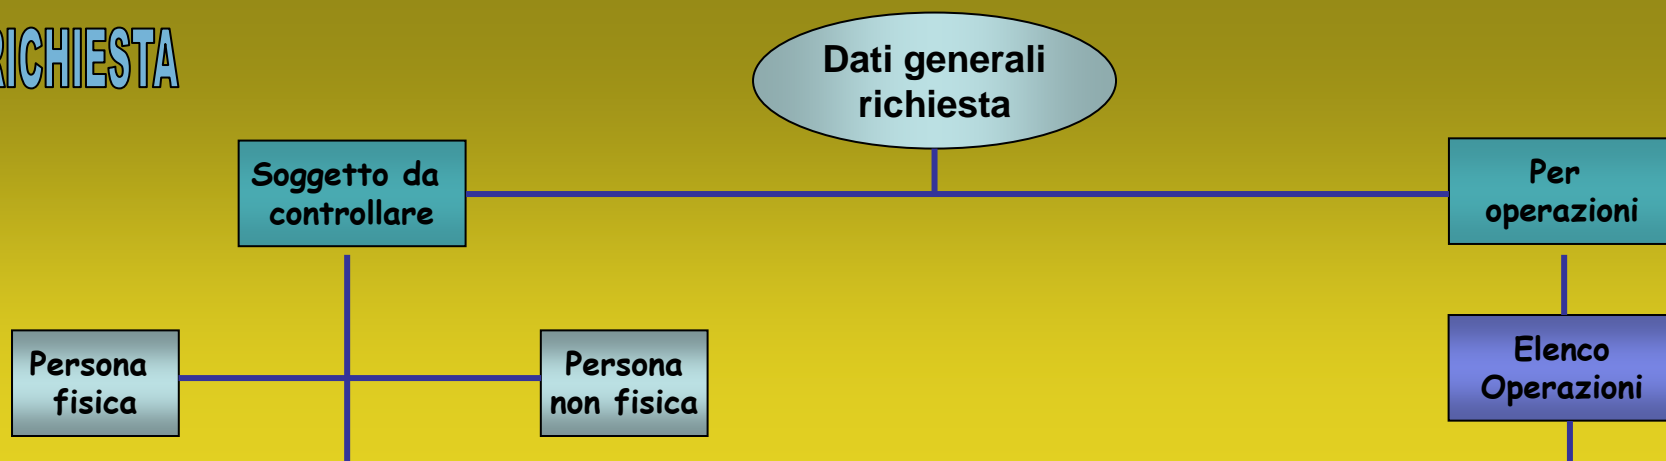 RICHIESTA
Dati generali
richiesta
Soggetto da
controllare
Per
operazioni
Persona
fisica
Persona
non fisica
Elenco
Operazioni